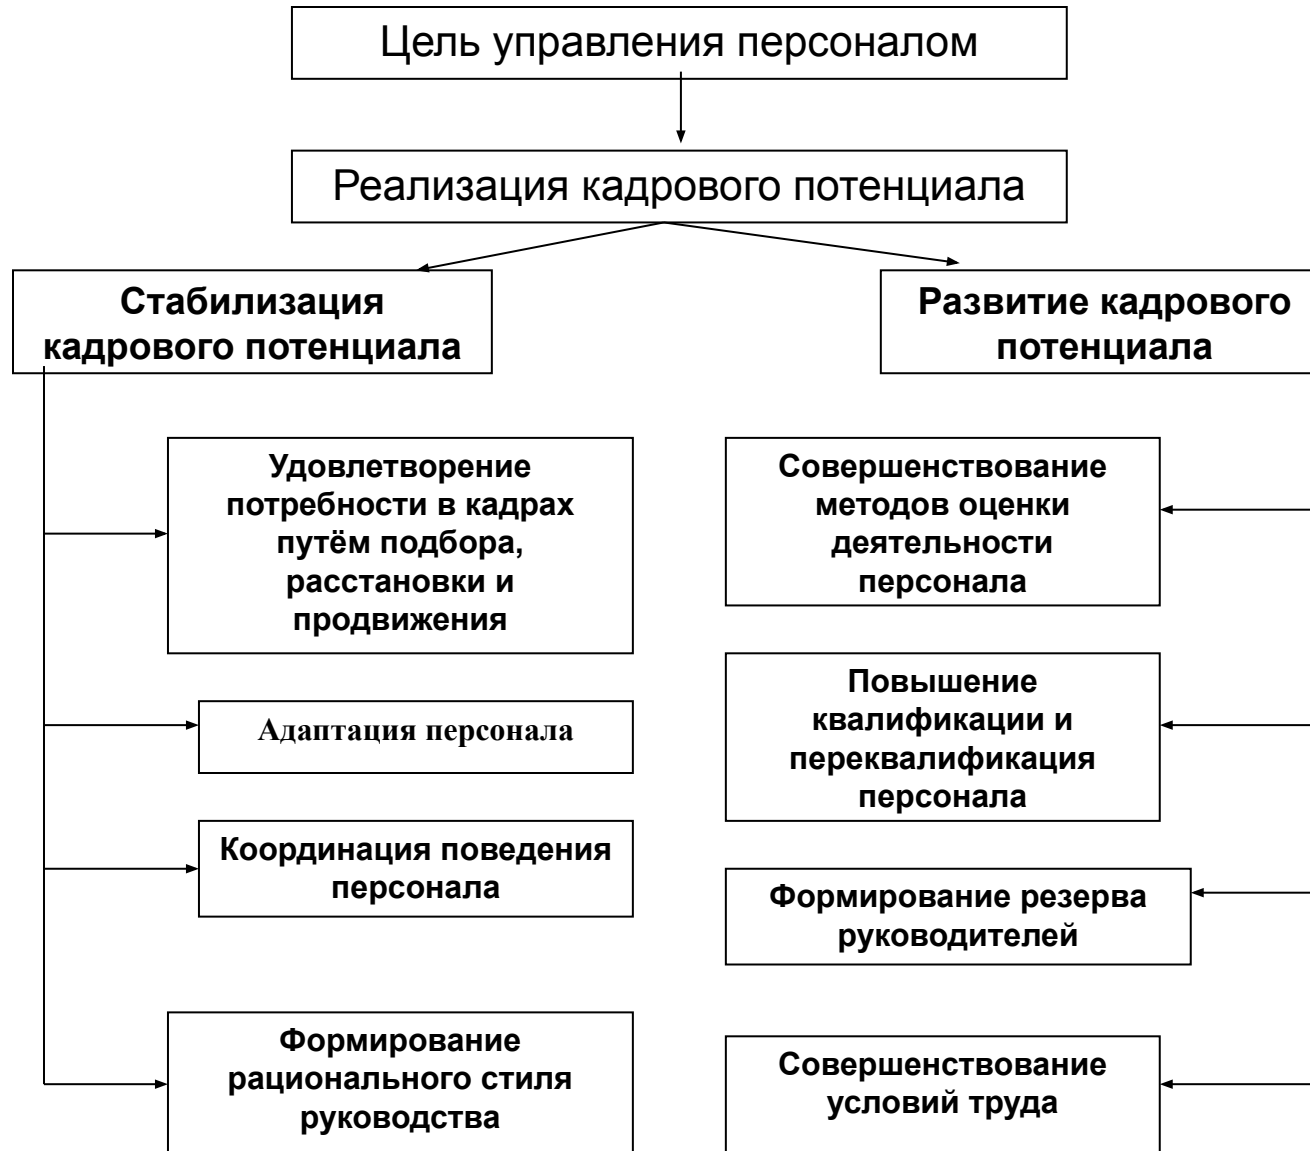 Цель управления персоналом
Реализация кадрового потенциала
Стабилизация
кадрового потенциала
Развитие кадрового
потенциала
Удовлетворение
потребности в кадрах
путём подбора,
расстановки и
продвижения
Адаптация персонала
Координация поведения
персонала
Формирование
рационального стиля
руководства
Совершенствование
методов оценки
деятельности
персонала
Повышение
квалификации и
переквалификация
персонала
Формирование резерва
руководителей
Совершенствование
условий труда